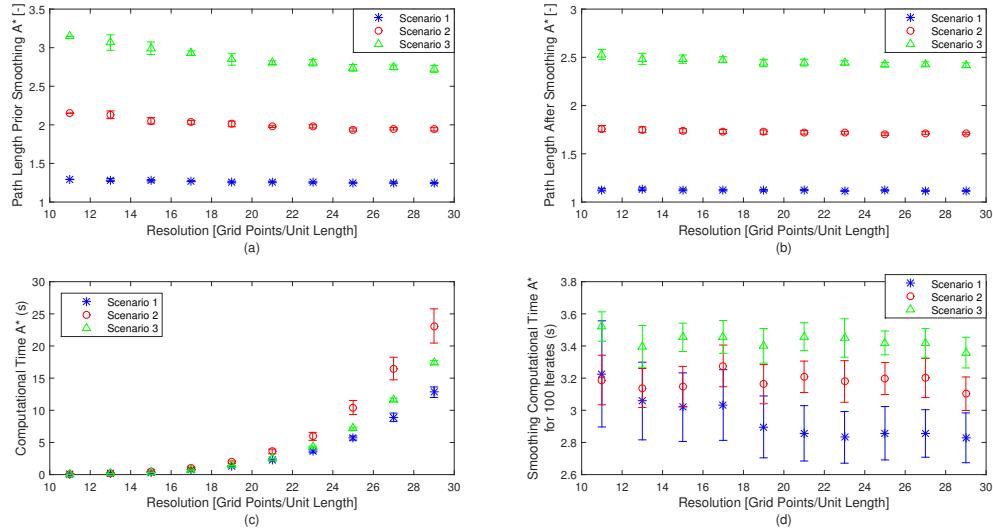 Path Length Prior Smoothing A* [-]
3.5
3
2.5
2
1.5
1
10 12 14 16 18 20 22 24 26 28 30
Resolution [Grid Points/Unit Length]
(a)
Scenario 1
Scenario 2
Scenario 3
Path Length After Smoothing A* [-]
3
2.5
2
1.5
1
10 12 14 16 18 20 22 24 26 28 30
Resolution [Grid Points/Unit Length]
(b)
Scenario 1
Scenario 2
Scenario 3
Computational Time A* (s)
30
25
20
15
10
5
0
10 12 14 16 18 20 22 24 26 28 30
Resolution [Grid Points/Unit Length]
(c)
Scenario 1
Scenario 2
Scenario 3
Smoothing Computational Time A*
for 100 Iterates (s)
3.8
3.6
3.4
3.2
3
2.8
2.6
10 12 14 16 18 20 22 24 26 28 30
Resolution [Grid Points/Unit Length]
(d)
Scenario 1
Scenario 2
Scenario 3